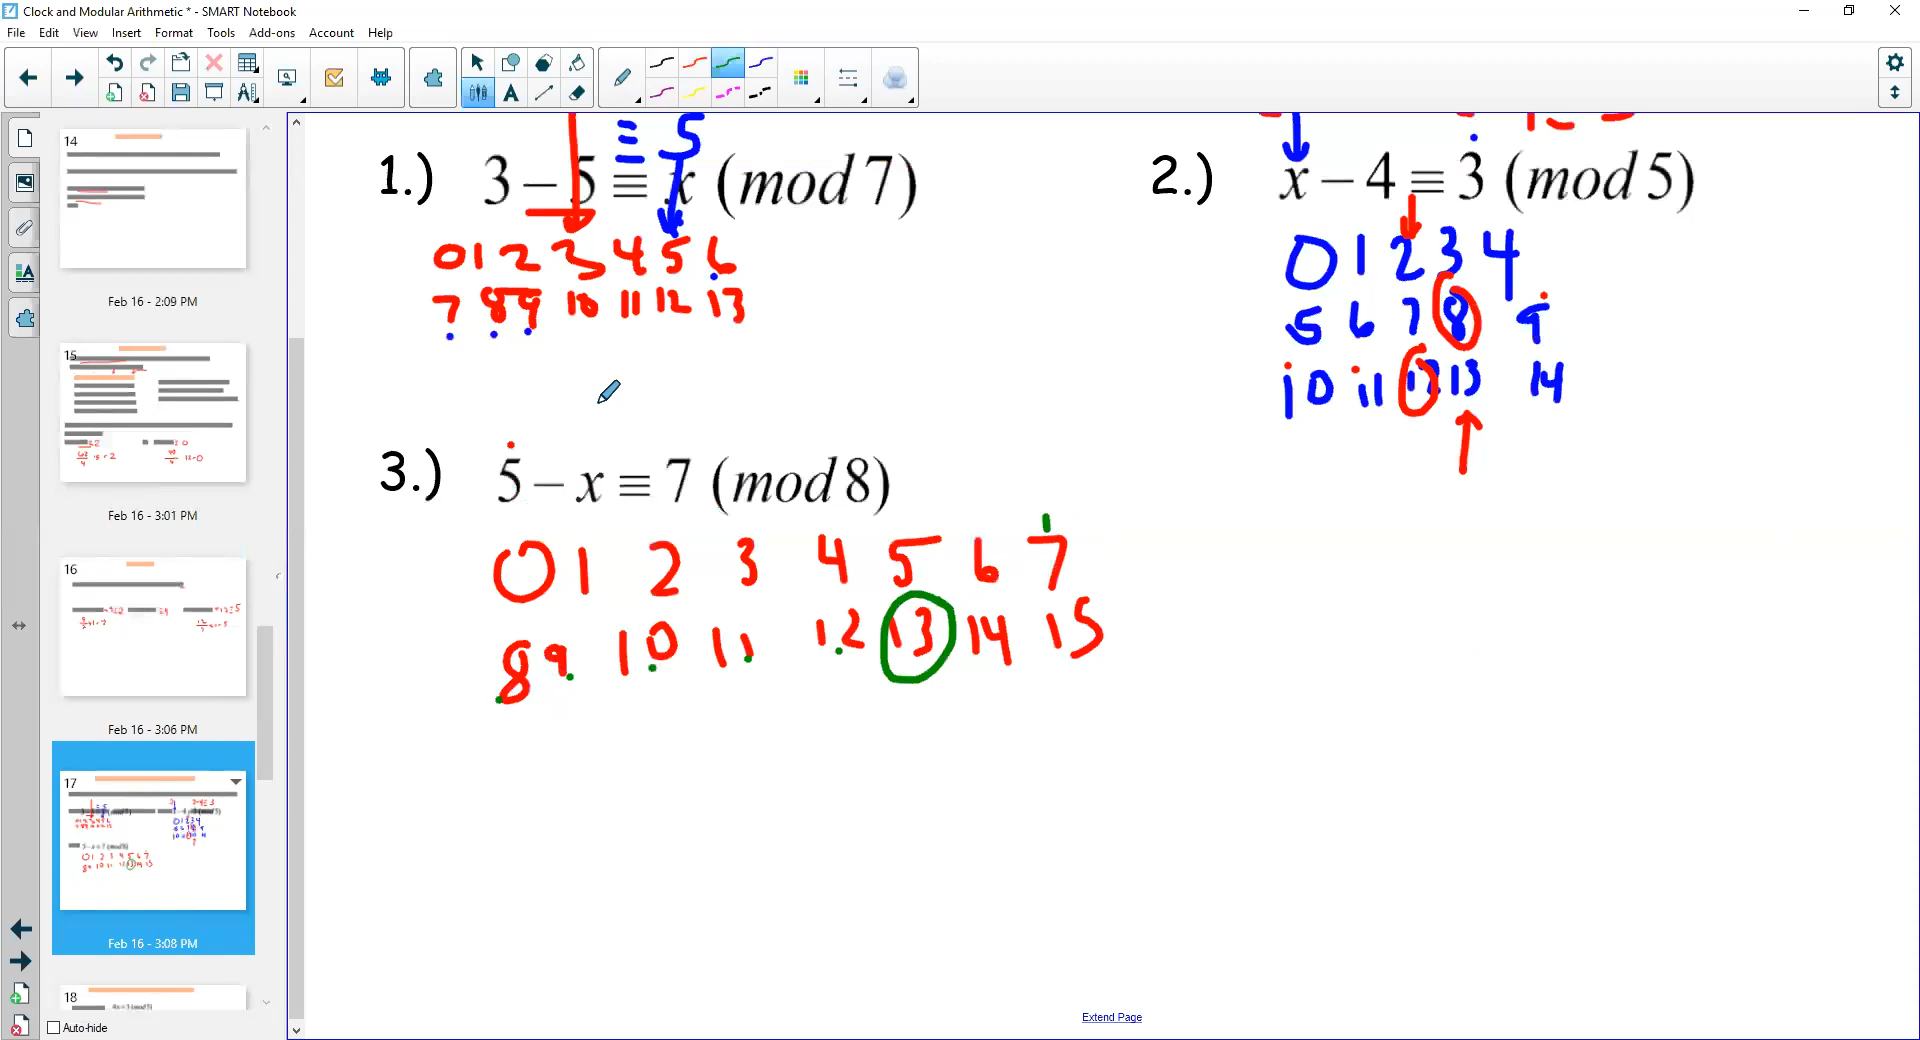 Clock and Modular Arithmetic * - SMART Notebook
File Edit View Insert Format Tools Add-ons Account Help
14
Feb 16 - 2:09 PM
15
Feb 16 - 3:01 PM
16
Feb 16 - 3:06 PM
17
Feb 16 - 3:08 PM
18
Auto-hide
≡ 5
1.) 3 – 5 ≡ x (mod 7)
0 1 2 3 4 5 6
7 8 9 10 11 12 13
2.) x – 4 ≡ 3 (mod 5)
0 1 2 3 4
5 6 7 8 9
10 11 12 13 14
3.) 5 – x ≡ 7 (mod 8)
0 1 2 3 4 5 6 7
8 9 10 11 12 13 14 15
Extend Page